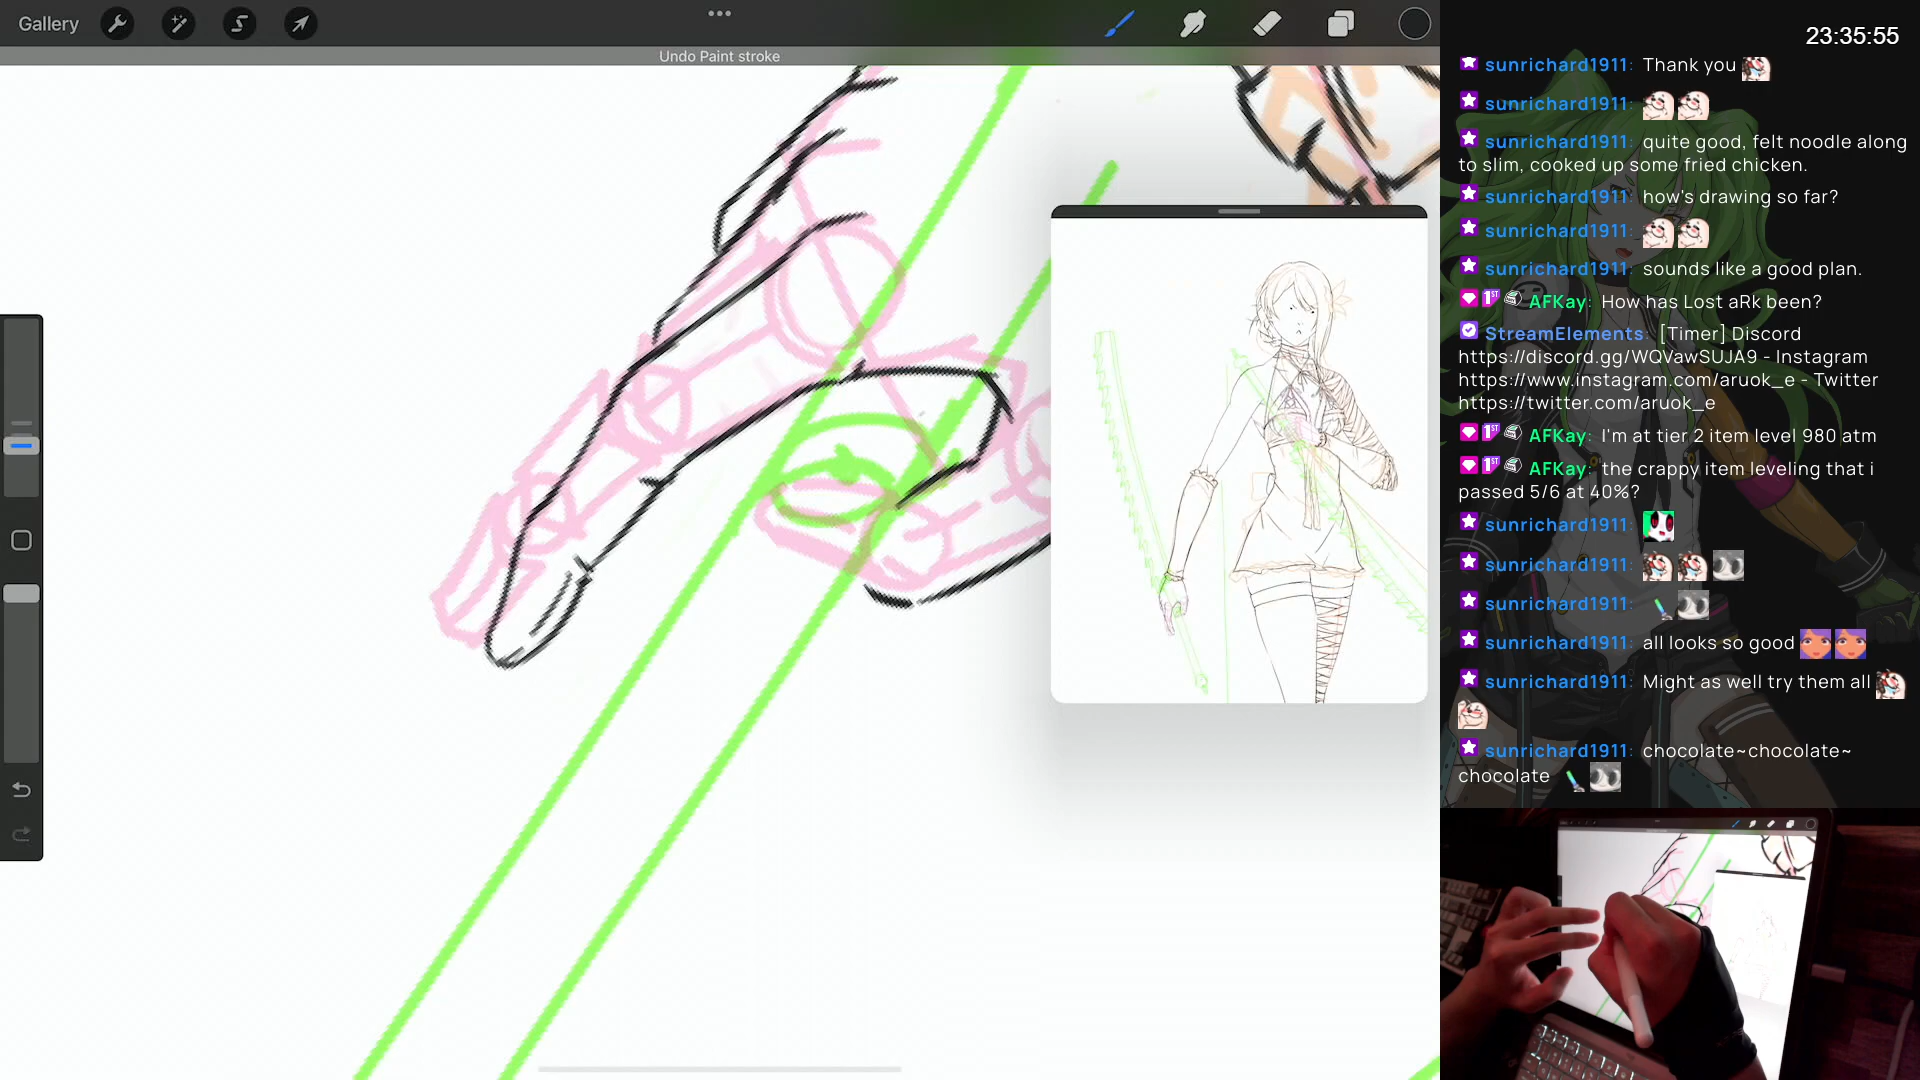 Gallery
Undo Paint stroke
23:35:55
sunrichard1911: Thank you
sunrichard1911:
sunrichard1911: quite good, felt noodle along
to slim, cooked up some fried chicken.
sunrichard1911: how's drawing so far?
sunrichard1911:
sunrichard1911: sounds like a good plan.
1ST AFKay: How has Lost aRk been?
StreamElements: [Timer] Discord
https://discord.gg/WQVawSUJA9 - Instagram
https://www.instagram.com/aruok_e - Twitter
https://twitter.com/aruok_e
1ST AFKay: I'm at tier 2 item level 980 atm
1ST AFKay: the crappy item leveling that i
passed 5/6 at 40%?
sunrichard1911:
sunrichard1911:
sunrichard1911:
sunrichard1911: all looks so good
sunrichard1911: Might as well try them all
sunrichard1911: chocolate~chocolate~
chocolate